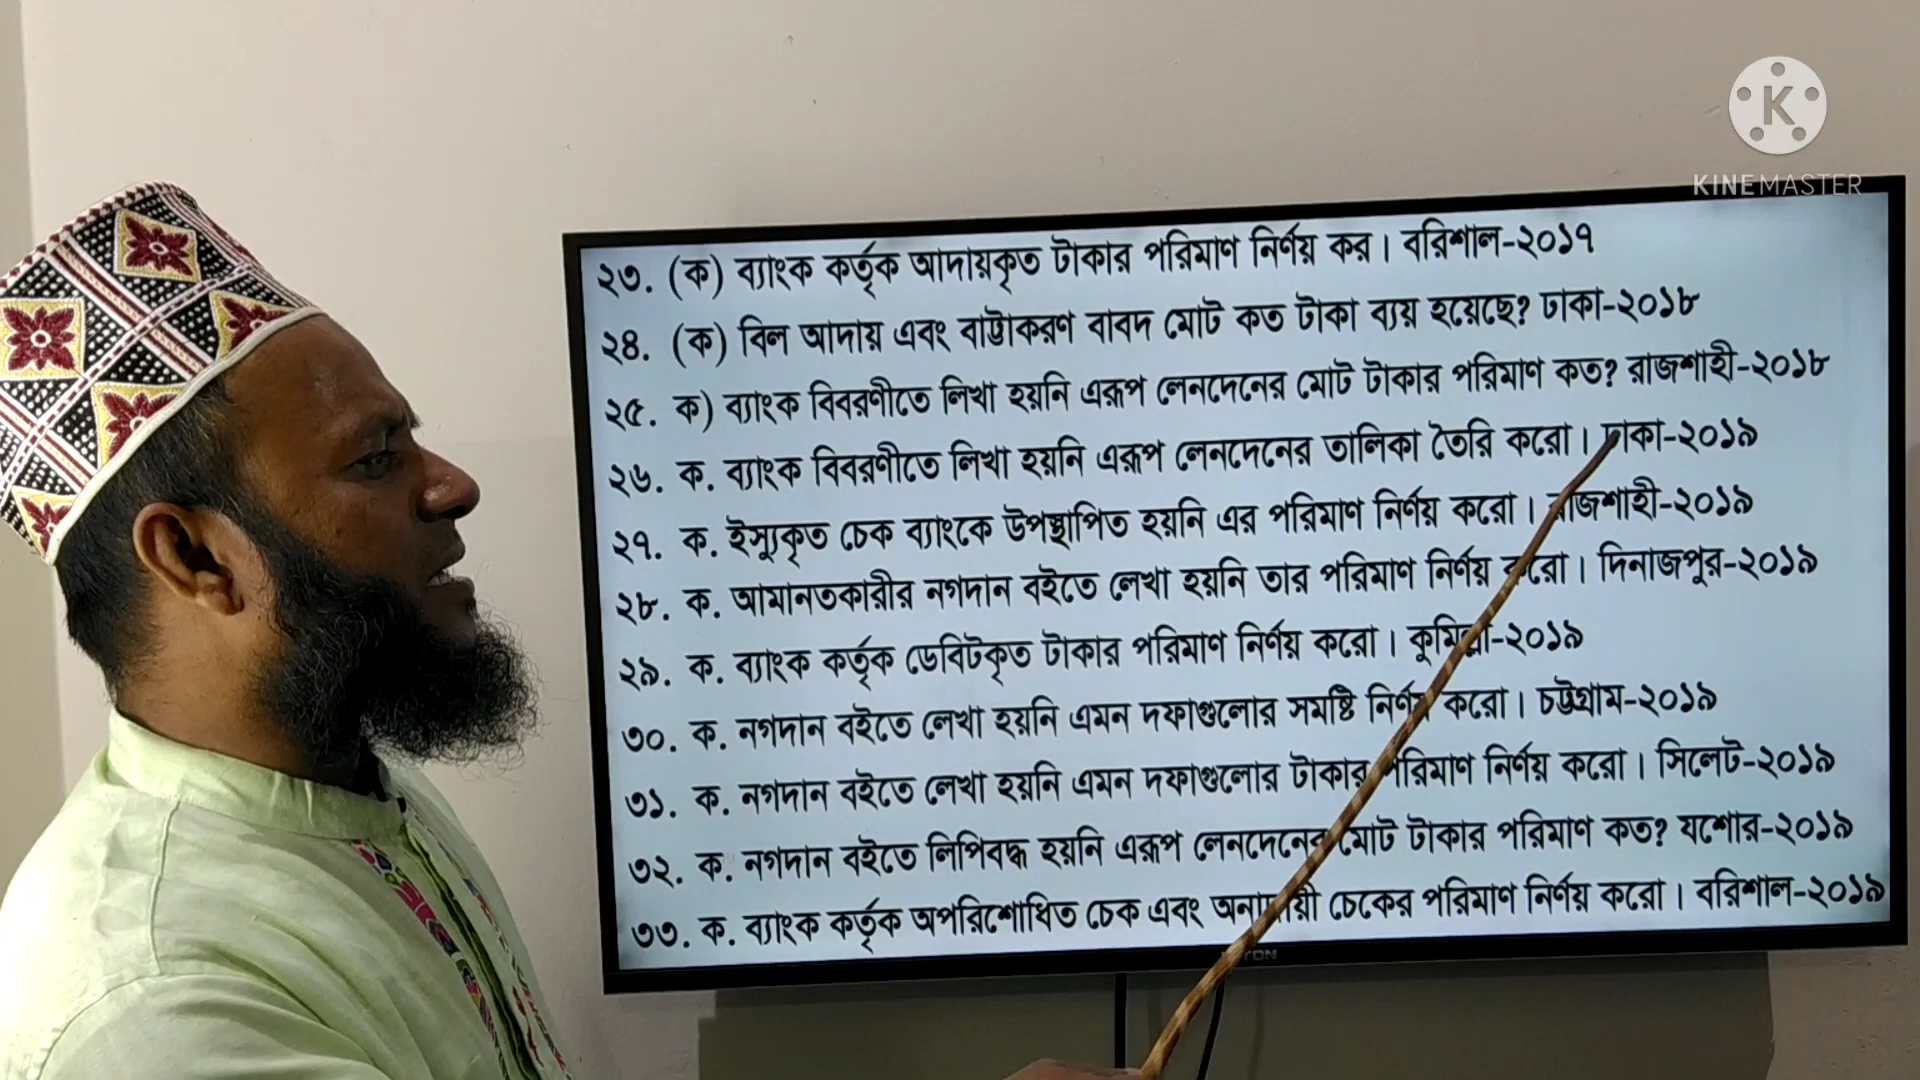 KINEMASTER
২৩. (ক) ব্যাংক কর্তৃক আদায়কৃত টাকার পরিমাণ নির্ণয় কর। বরিশাল-২০১৭
২৪. (ক) বিল আদায় এবং বাট্টাকরণ বাবদ মোট কত টাকা ব্যয় হয়েছে? ঢাকা-২০১৮
২৫. ক) ব্যাংক বিবরণীতে লিখা হয়নি এরূপ লেনদেনের মোট টাকার পরিমাণ কত? রাজশাহী-২০১৮
২৬. ক. ব্যাংক বিবরণীতে লিখা হয়নি এরূপ লেনদেনের তালিকা তৈরি করো। ঢাকা-২০১৯
২৭. ক. ইস্যুকৃত চেক ব্যাংকে উপস্থাপিত হয়নি এর পরিমাণ নির্ণয় করো। রাজশাহী-২০১৯
২৮. ক. আমানতকারীর নগদান বইতে লেখা হয়নি তার পরিমাণ নির্ণয় করো। দিনাজপুর-২০১৯
২৯. ক. ব্যাংক কর্তৃক ডেবিটকৃত টাকার পরিমাণ নির্ণয় করো। কুমিল্লা-২০১৯
৩০. ক. নগদান বইতে লেখা হয়নি এমন দফাগুলোর সমষ্টি নির্ণয় করো। চট্টগ্রাম-২০১৯
৩১. ক. নগদান বইতে লেখা হয়নি এমন দফাগুলোর টাকার পরিমাণ নির্ণয় করো। সিলেট-২০১৯
৩২. ক. নগদান বইতে লিপিবদ্ধ হয়নি এরূপ লেনদেনের মোট টাকার পরিমাণ কত? যশোর-২০১৯
৩৩. ক. ব্যাংক কর্তৃক অপরিশোধিত চেক এবং অনাদায়ী চেকের পরিমাণ নির্ণয় করো। বরিশাল-২০১৯